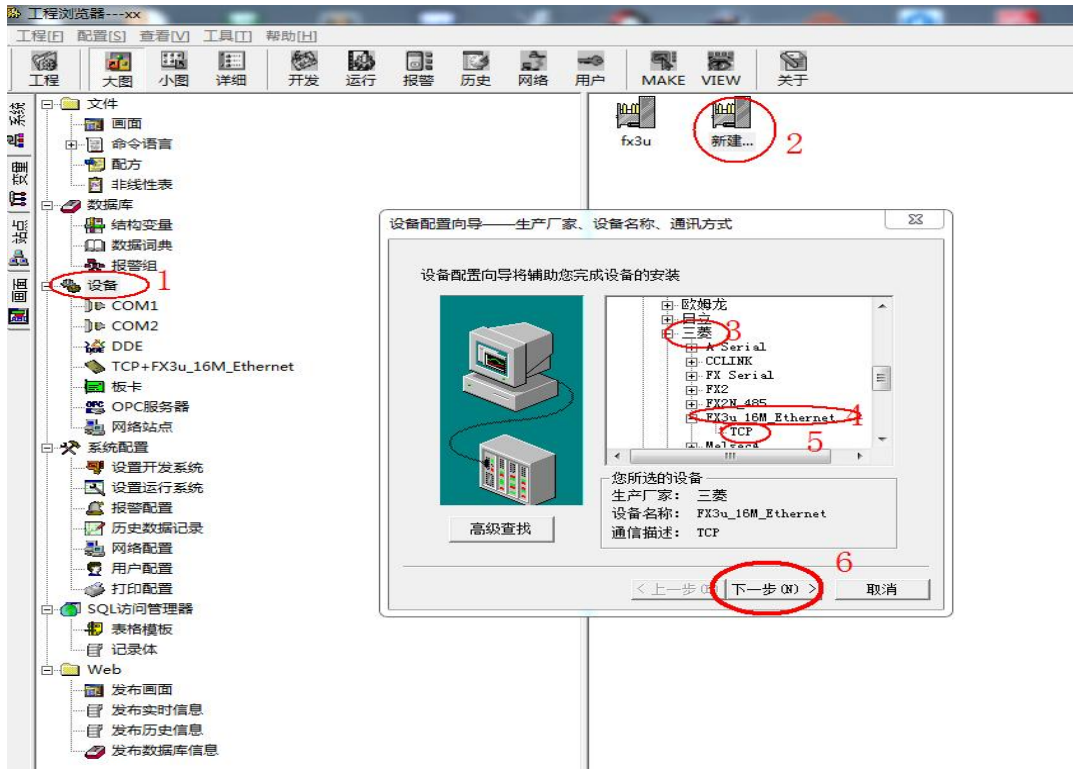 工程浏览器---xx
工程[F] 配置[S] 查看[V] 工具[T] 帮助[H]
工程 大图 小图 详细 开发 运行 报警 历史 网络 用户 MAKE VIEW 关于
系统
变量
站点
画面
文件
画面
命令语言
配方
非线性表
数据库
结构变量
数据词典
报警组
设备 1
COM1
COM2
DDE
TCP+FX3u_16M_Ethernet
板卡
OPC服务器
网络站点
系统配置
设置开发系统
设置运行系统
报警配置
历史数据记录
网络配置
用户配置
打印配置
SQL访问管理器
表格模板
记录体
Web
发布画面
发布实时信息
发布历史信息
发布数据库信息
fx3u 新建... 2
设备配置向导——生产厂家、设备名称、通讯方式
设备配置向导将辅助您完成设备的安装
欧姆龙
日立
三菱 3
A Serial
CCLINK
FX Serial
FX2
FX2N_485
FX3u_16M_Ethernet 4
TCP 5
高级查找
您所选的设备
生产厂家： 三菱
设备名称： FX3u_16M_Ethernet
通信描述： TCP
6
< 上一步 下一步(N) > 取消